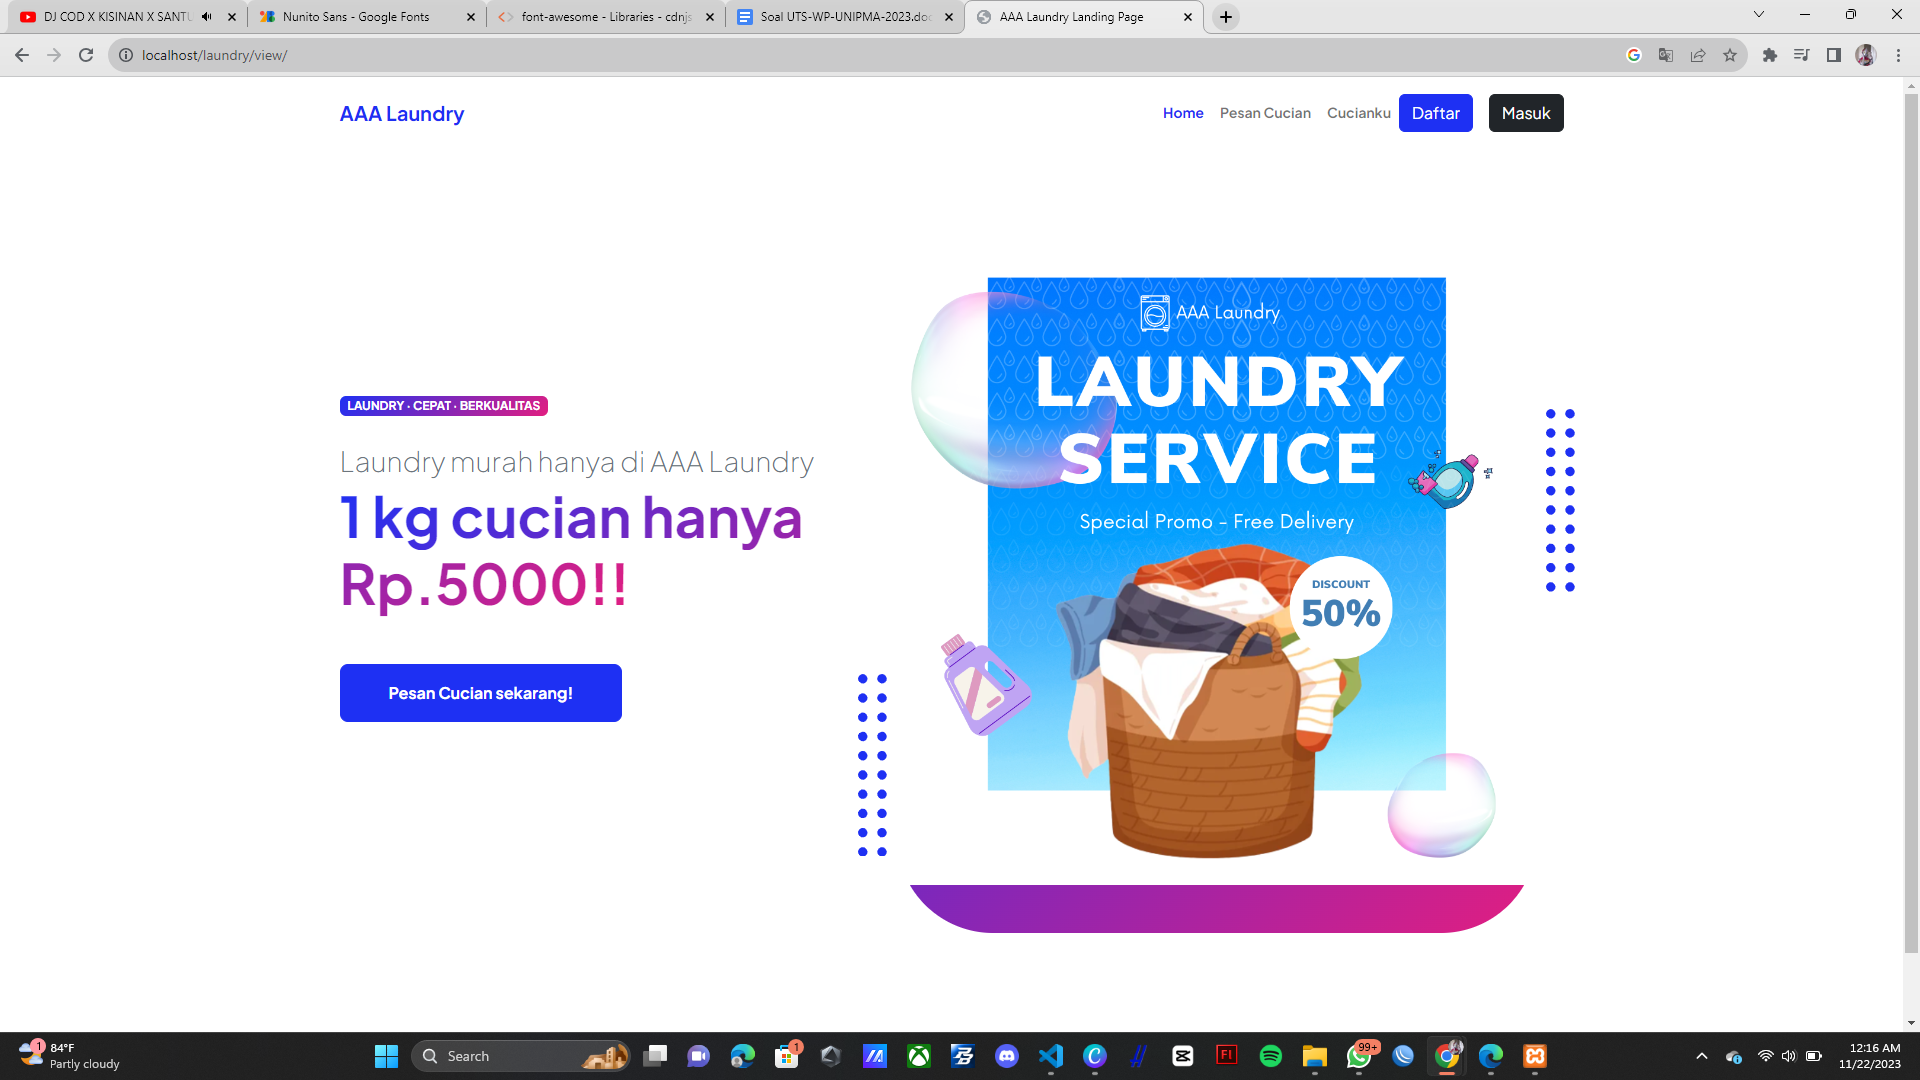 DJ COD X KISINAN X SANTU
Nunito Sans - Google Fonts
font-awesome - Libraries - cdnjs
Soal UTS-WP-UNIPMA-2023.doc
AAA Laundry Landing Page
localhost/laundry/view/
AAA Laundry
Home
Pesan Cucian
Cucianku
Daftar
Masuk
LAUNDRY · CEPAT · BERKUALITAS
Laundry murah hanya di AAA Laundry
1 kg cucian hanya
Rp.5000!!
Pesan Cucian sekarang!
AAA Laundry
LAUNDRY
SERVICE
Special Promo - Free Delivery
DISCOUNT
50%
1
84°F
Partly cloudy
Search
1
Fl
99+
12:16 AM
11/22/2023